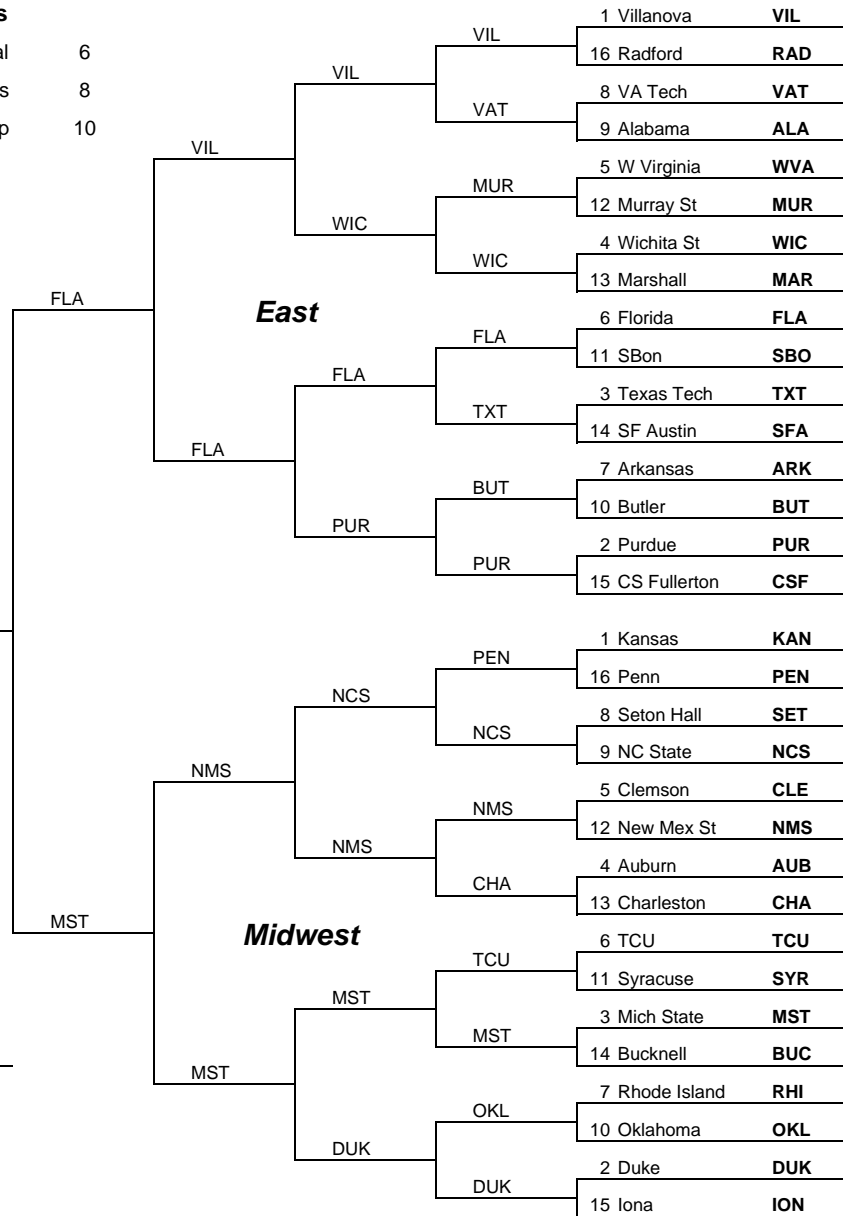 s
al 6
s 8
p 10
1 Villanova VIL
VIL
16 Radford RAD
VIL
8 VA Tech VAT
VAT
9 Alabama ALA
VIL
5 W Virginia WVA
MUR
12 Murray St MUR
WIC
4 Wichita St WIC
WIC
13 Marshall MAR
FLA
East
6 Florida FLA
FLA
11 SBon SBO
FLA
3 Texas Tech TXT
TXT
14 SF Austin SFA
FLA
7 Arkansas ARK
BUT
10 Butler BUT
PUR
2 Purdue PUR
PUR
15 CS Fullerton CSF
1 Kansas KAN
PEN
16 Penn PEN
NCS
8 Seton Hall SET
NCS
9 NC State NCS
NMS
5 Clemson CLE
NMS
12 New Mex St NMS
NMS
4 Auburn AUB
CHA
13 Charleston CHA
MST
Midwest
6 TCU TCU
TCU
11 Syracuse SYR
MST
3 Mich State MST
MST
14 Bucknell BUC
MST
7 Rhode Island RHI
OKL
10 Oklahoma OKL
DUK
2 Duke DUK
DUK
15 Iona ION